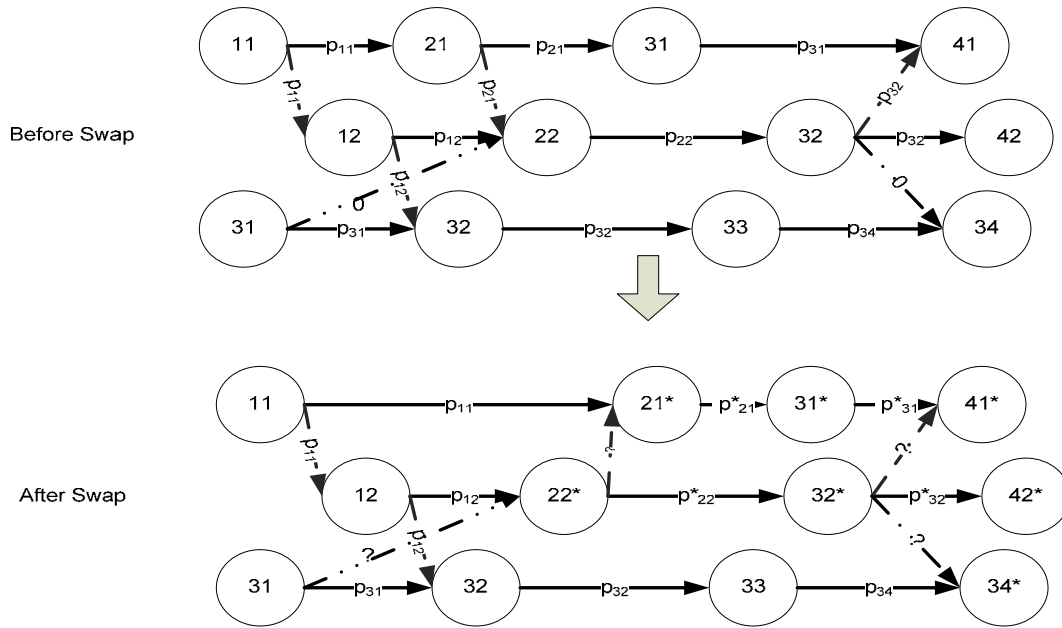 11 p11 21 p21 31 p31 41
p11 p21 p32
Before Swap 12 p12 22 p22 32 p32 42
0 p12 0
31 p31 32 p32 33 p34 34
11 p11 21* p*21 31* p*31 41*
p11 ? ?
After Swap 12 p12 22* p*22 32* p*32 42*
? p12 ?
31 p31 32 p32 33 p34 34*